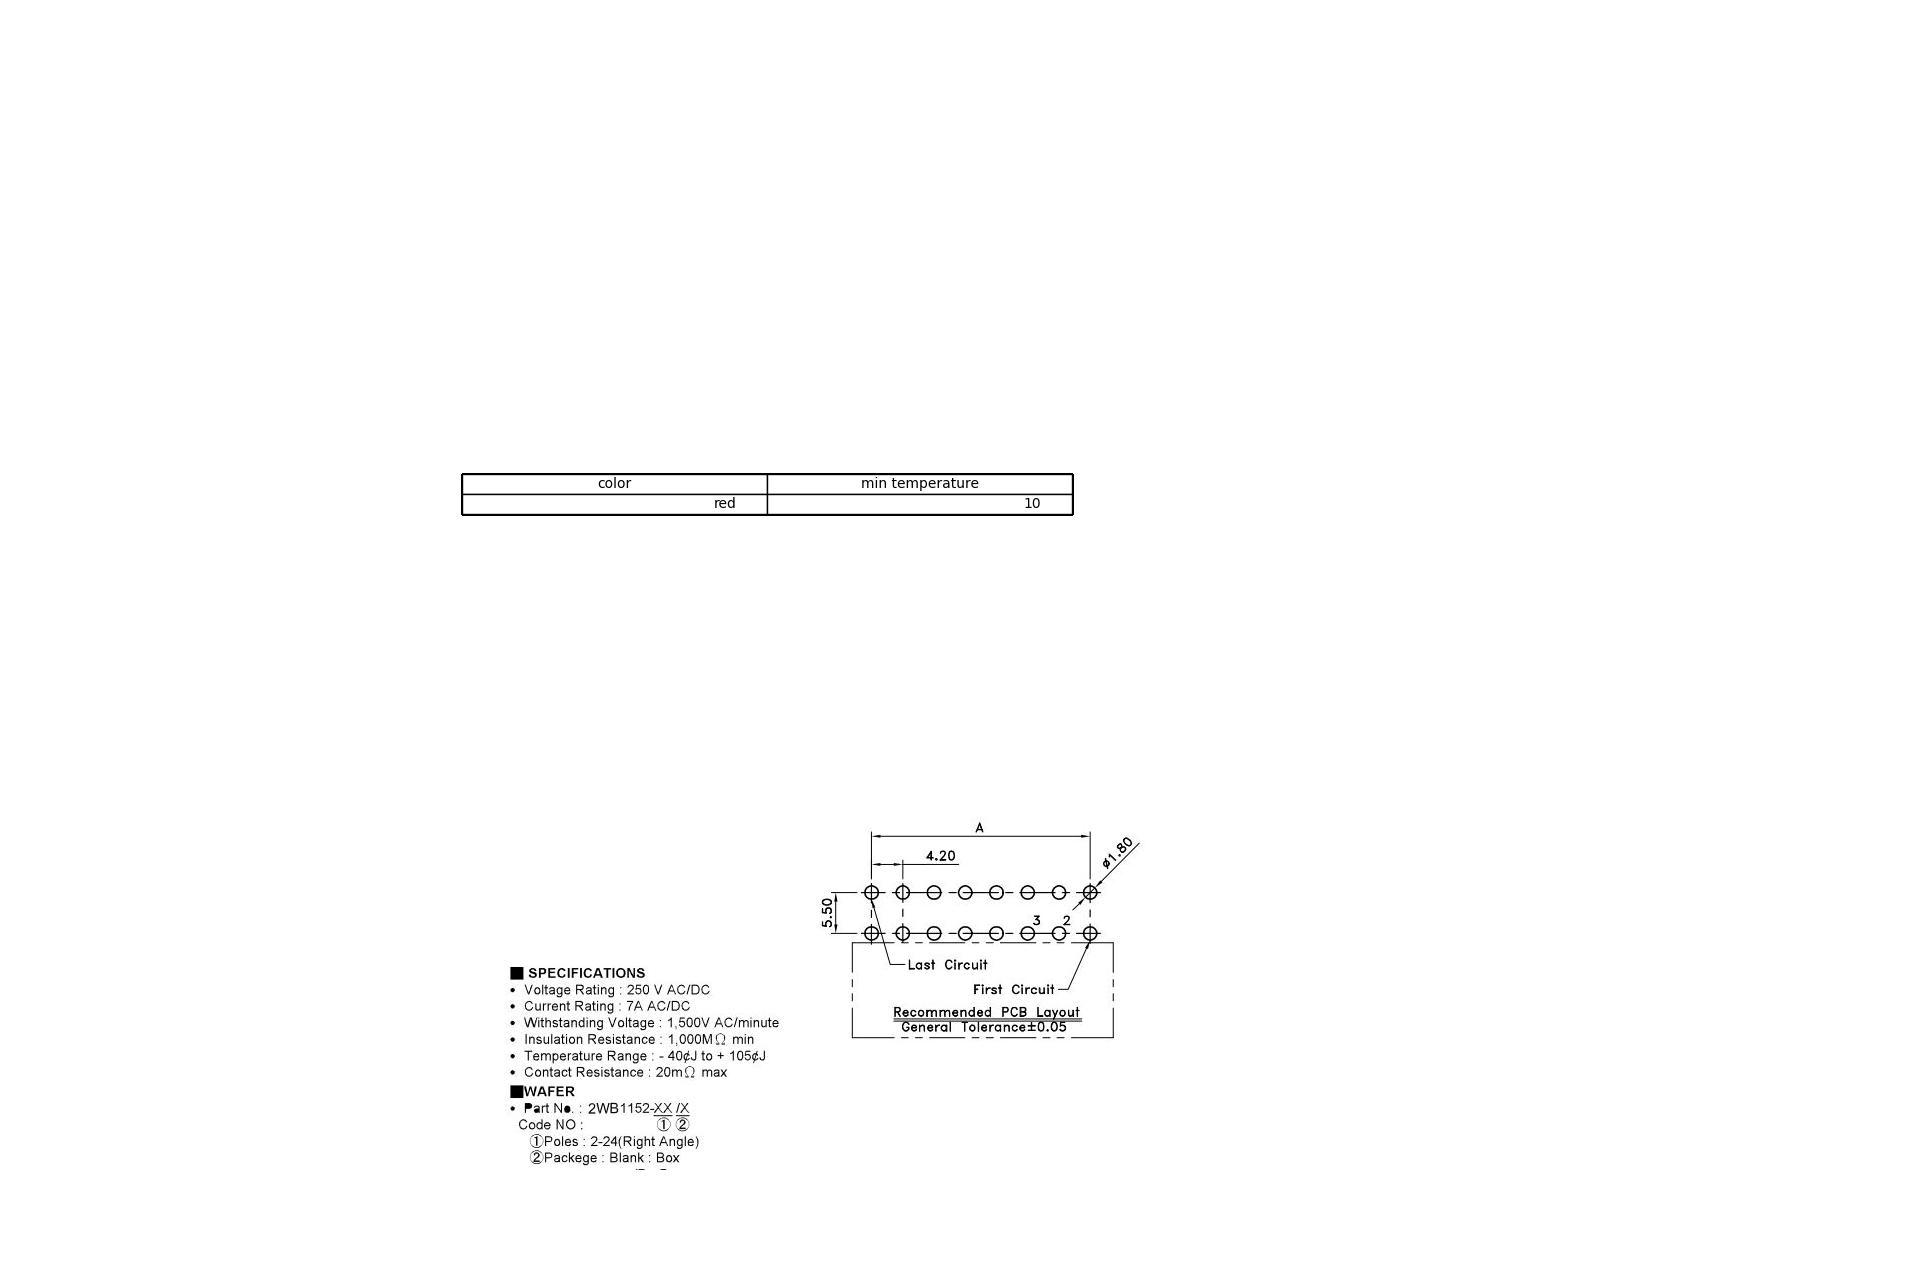 color min temperature
red 10
A
4.20
ø1.80
5.50
3 2
Last Circuit
First Circuit
Recommended PCB Layout
General Tolerance±0.05
■ SPECIFICATIONS
• Voltage Rating : 250 V AC/DC
• Current Rating : 7A AC/DC
• Withstanding Voltage : 1,500V AC/minute
• Insulation Resistance : 1,000MΩ min
• Temperature Range : - 40¢J to + 105¢J
• Contact Resistance : 20mΩ max
■WAFER
• Part No. : 2WB1152-XX /X
Code NO : ① ②
①Poles : 2-24(Right Angle)
②Packege : Blank : Box